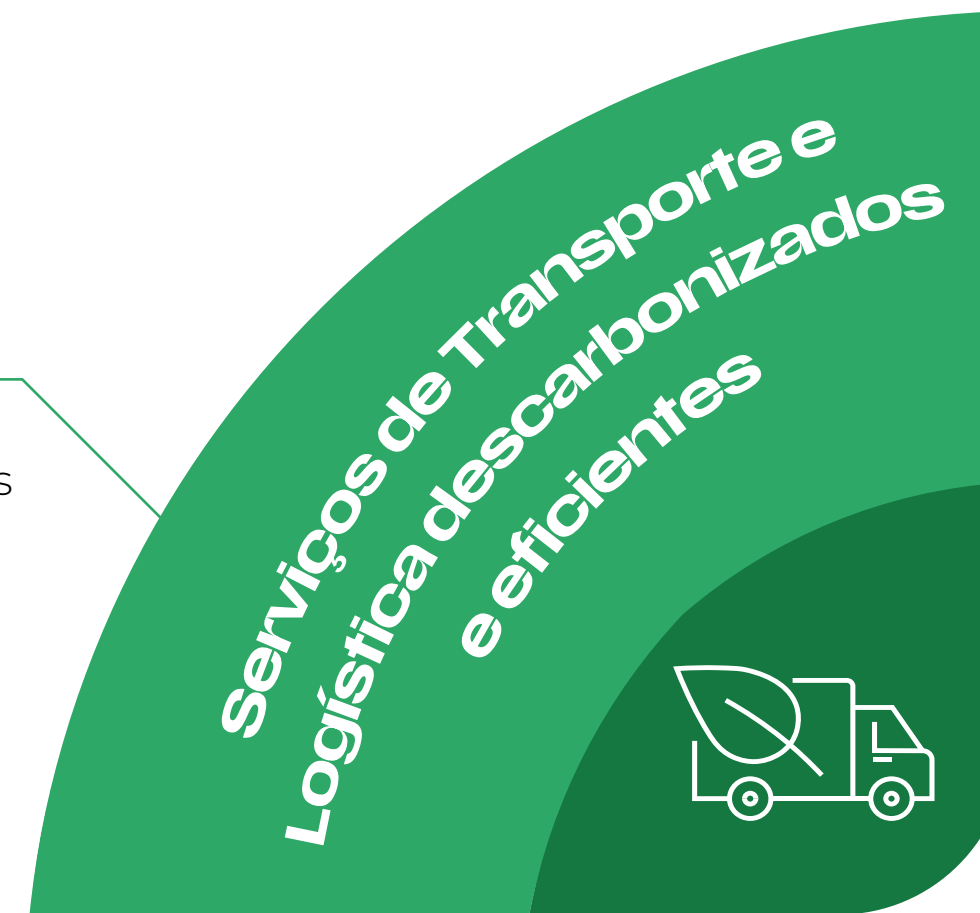 Serviços de Transporte e
Logística descarbonizados
e eficientes
s